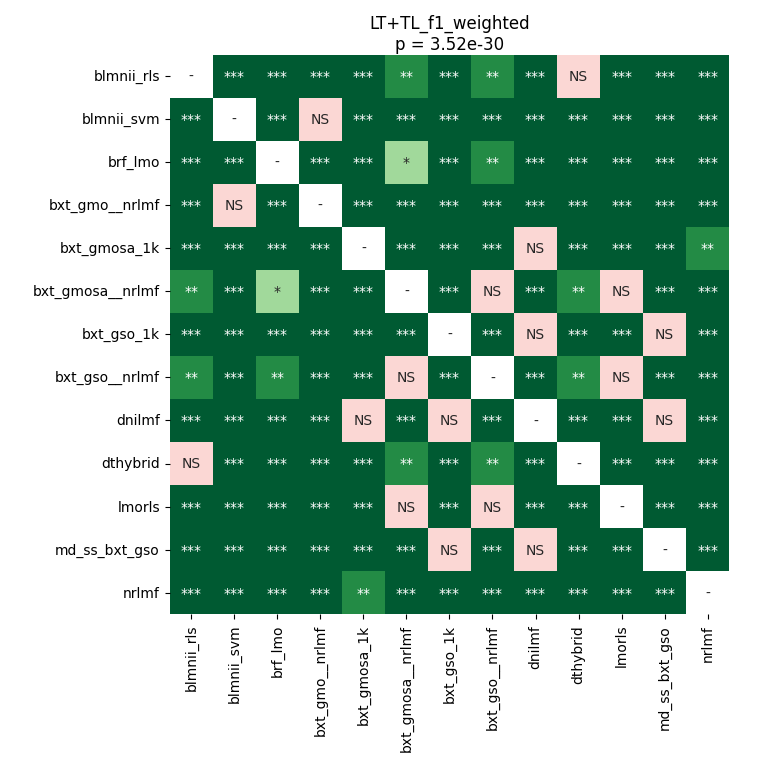 LT+TL_f1_weighted
p = 3.52e-30
blmnii_rls - *** *** *** *** ** *** ** *** NS *** *** ***
blmnii_svm *** - *** NS *** *** *** *** *** *** *** *** ***
brf_lmo *** *** - *** *** * *** ** *** *** *** *** ***
bxt_gmo__nrlmf *** NS *** - *** *** *** *** *** *** *** *** ***
bxt_gmosa_1k *** *** *** *** - *** *** *** NS *** *** *** **
bxt_gmosa__nrlmf ** *** * *** *** - *** NS *** ** NS *** ***
bxt_gso_1k *** *** *** *** *** *** - *** NS *** *** NS ***
bxt_gso__nrlmf ** *** ** *** *** NS *** - *** ** NS *** ***
dnilmf *** *** *** *** NS *** NS *** - *** *** NS ***
dthybrid NS *** *** *** *** ** *** ** *** - *** *** ***
lmorls *** *** *** *** *** NS *** NS *** *** - *** ***
md_ss_bxt_gso *** *** *** *** *** *** NS *** NS *** *** - ***
nrlmf *** *** *** *** ** *** *** *** *** *** *** *** -
blmnii_rls
blmnii_svm
brf_lmo
bxt_gmo__nrlmf
bxt_gmosa_1k
bxt_gmosa__nrlmf
bxt_gso_1k
bxt_gso__nrlmf
dnilmf
dthybrid
lmorls
md_ss_bxt_gso
nrlmf